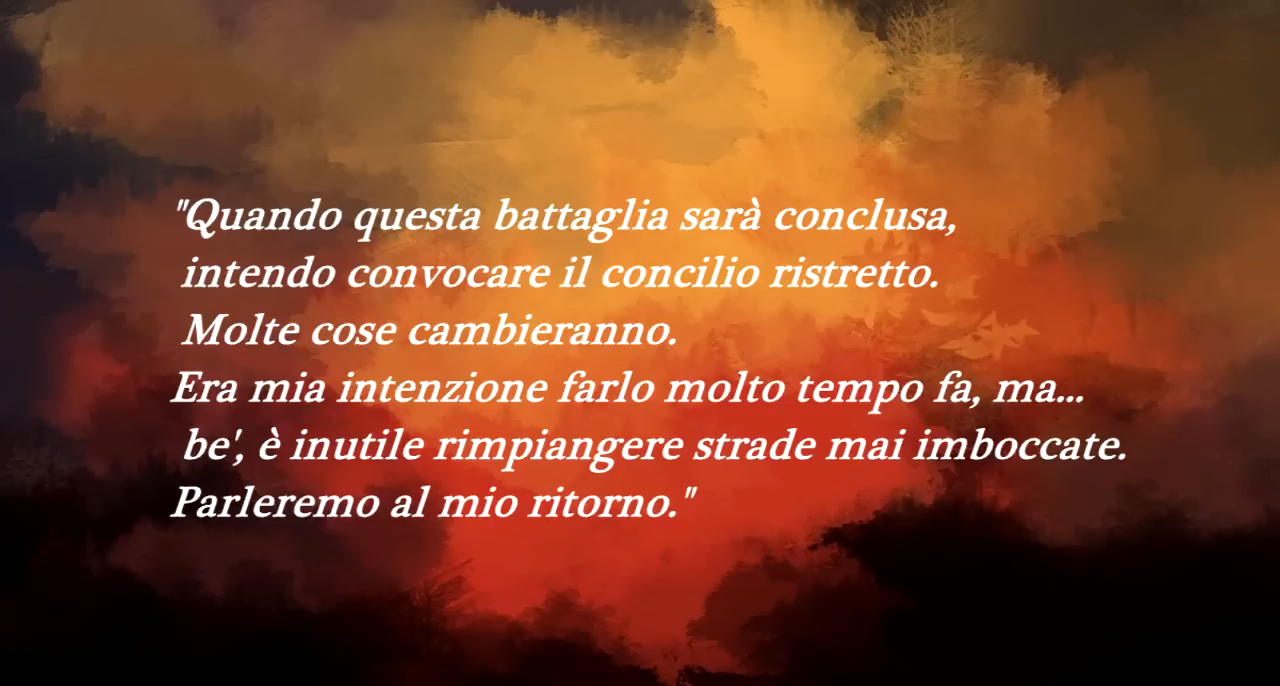 "Quando questa battaglia sarà conclusa,
intendo convocare il concilio ristretto.
Molte cose cambieranno.
Era mia intenzione farlo molto tempo fa, ma...
be', è inutile rimpiangere strade mai imboccate.
Parleremo al mio ritorno."